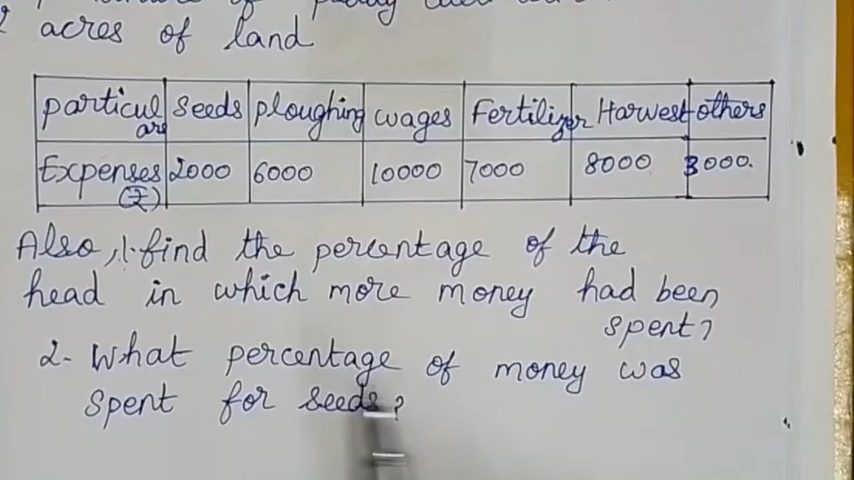 of
2 acres of land
particulars seeds ploughing wages Fertilizer Harvest others
Expenses (₹) 2000 6000 10000 7000 8000 3000.
Also, 1. find the percentage of the
head in which more money had been
spent?
2- What percentage of money was
spent for seeds?